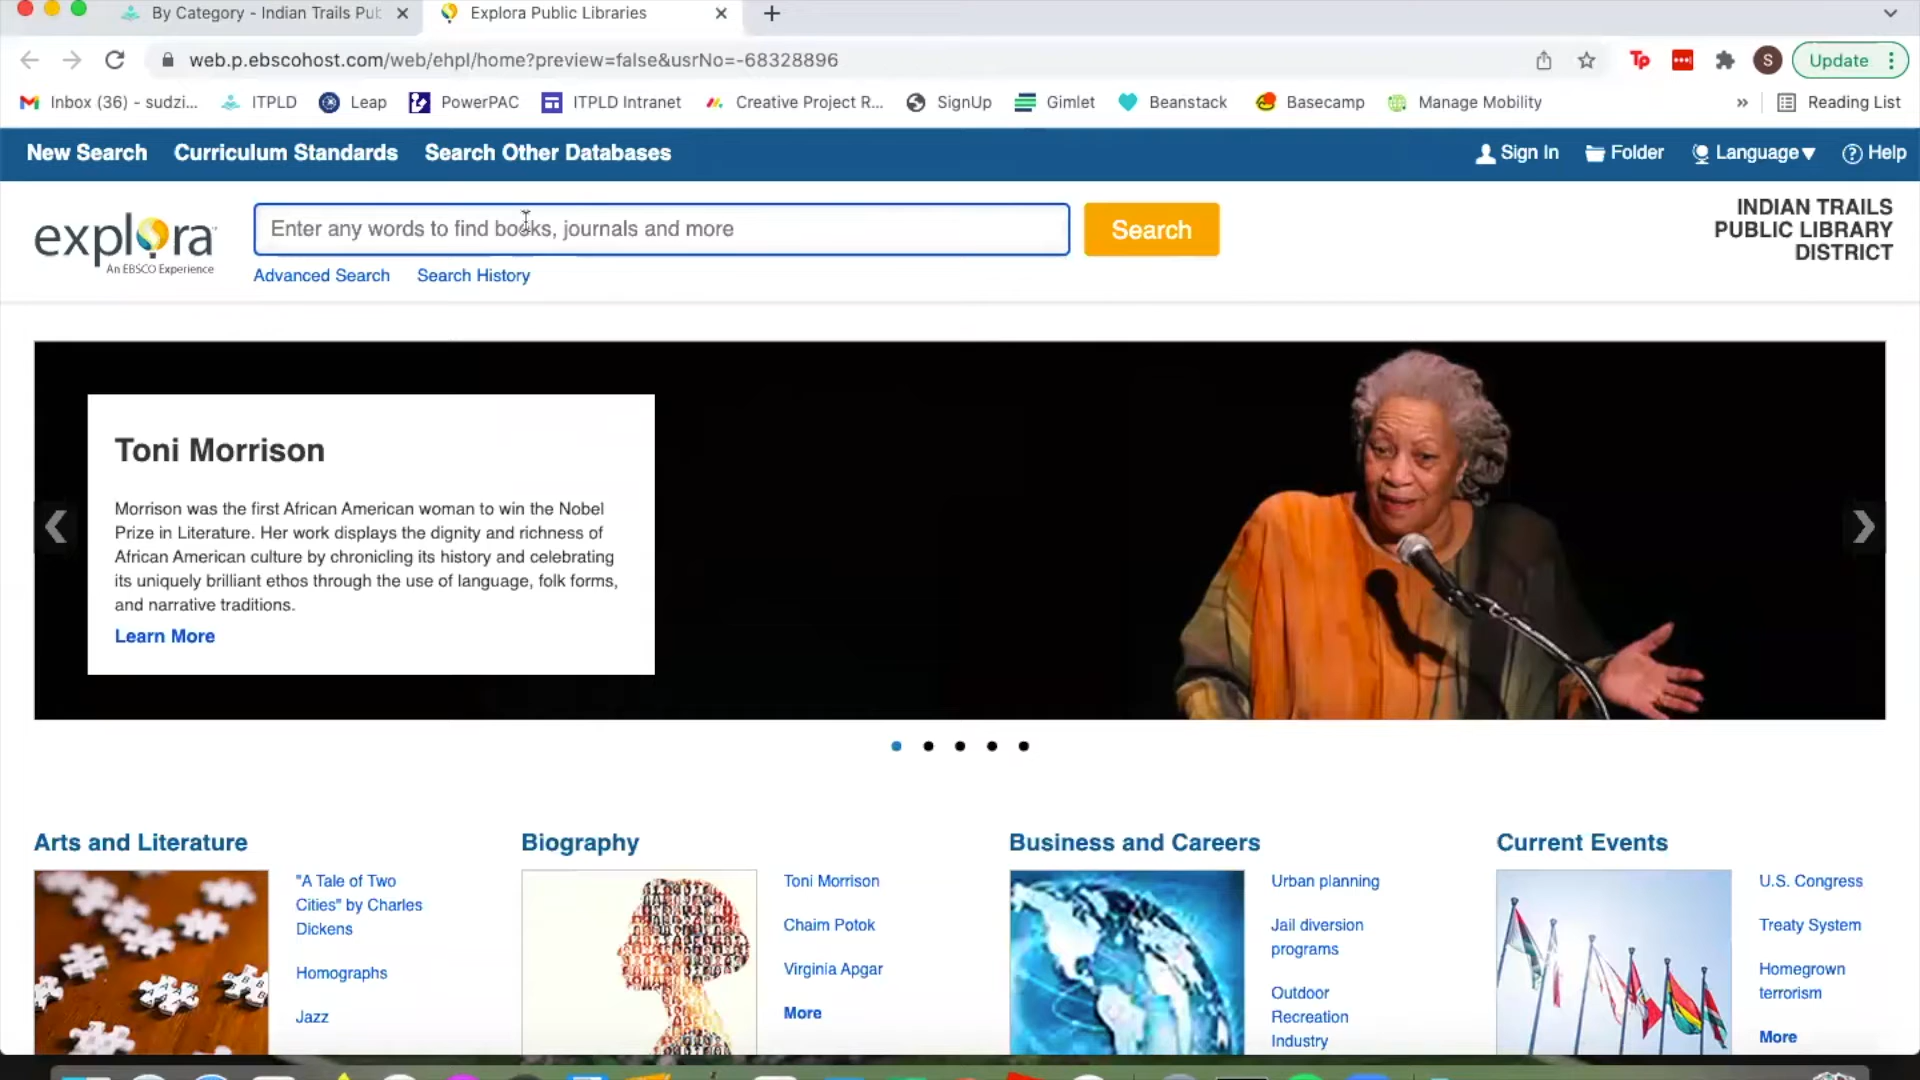 By Category - Indian Trails Pub
Explora Public Libraries
web.p.ebscohost.com/web/ehpl/home?preview=false&usrNo=-68328896
Tp
S
Update
Inbox (36) - sudzi...
ITPLD
Leap
PowerPAC
ITPLD Intranet
Creative Project R...
SignUp
Gimlet
Beanstack
Basecamp
Manage Mobility
»
Reading List
New Search
Curriculum Standards
Search Other Databases
Sign In
Folder
Language
Help
explora
An EBSCO Experience
Enter any words to find books, journals and more
Search
Advanced Search
Search History
INDIAN TRAILS
PUBLIC LIBRARY
DISTRICT
Toni Morrison
Morrison was the first African American woman to win the Nobel
Prize in Literature. Her work displays the dignity and richness of
African American culture by chronicling its history and celebrating
its uniquely brilliant ethos through the use of language, folk forms,
and narrative traditions.
Learn More
Arts and Literature
"A Tale of Two
Cities" by Charles
Dickens
Homographs
Jazz
Biography
Toni Morrison
Chaim Potok
Virginia Apgar
More
Business and Careers
Urban planning
Jail diversion
programs
Outdoor
Recreation
Industry
Current Events
U.S. Congress
Treaty System
Homegrown
terrorism
More